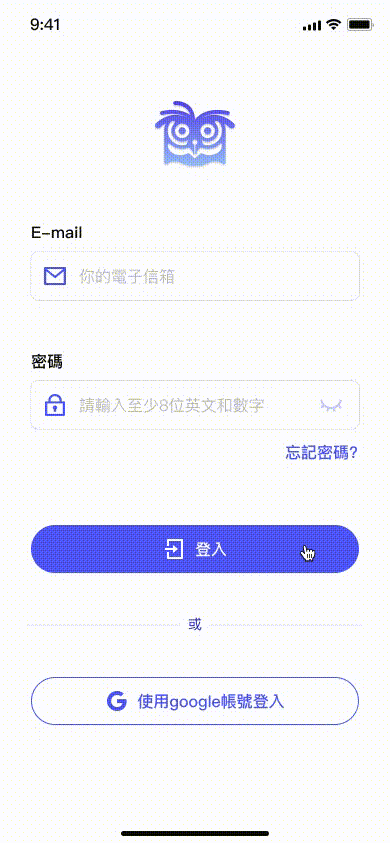 9:41
E-mail
你的電子信箱
密碼
請輸入至少8位英文和數字
忘記密碼?
登入
或
使用google帳號登入